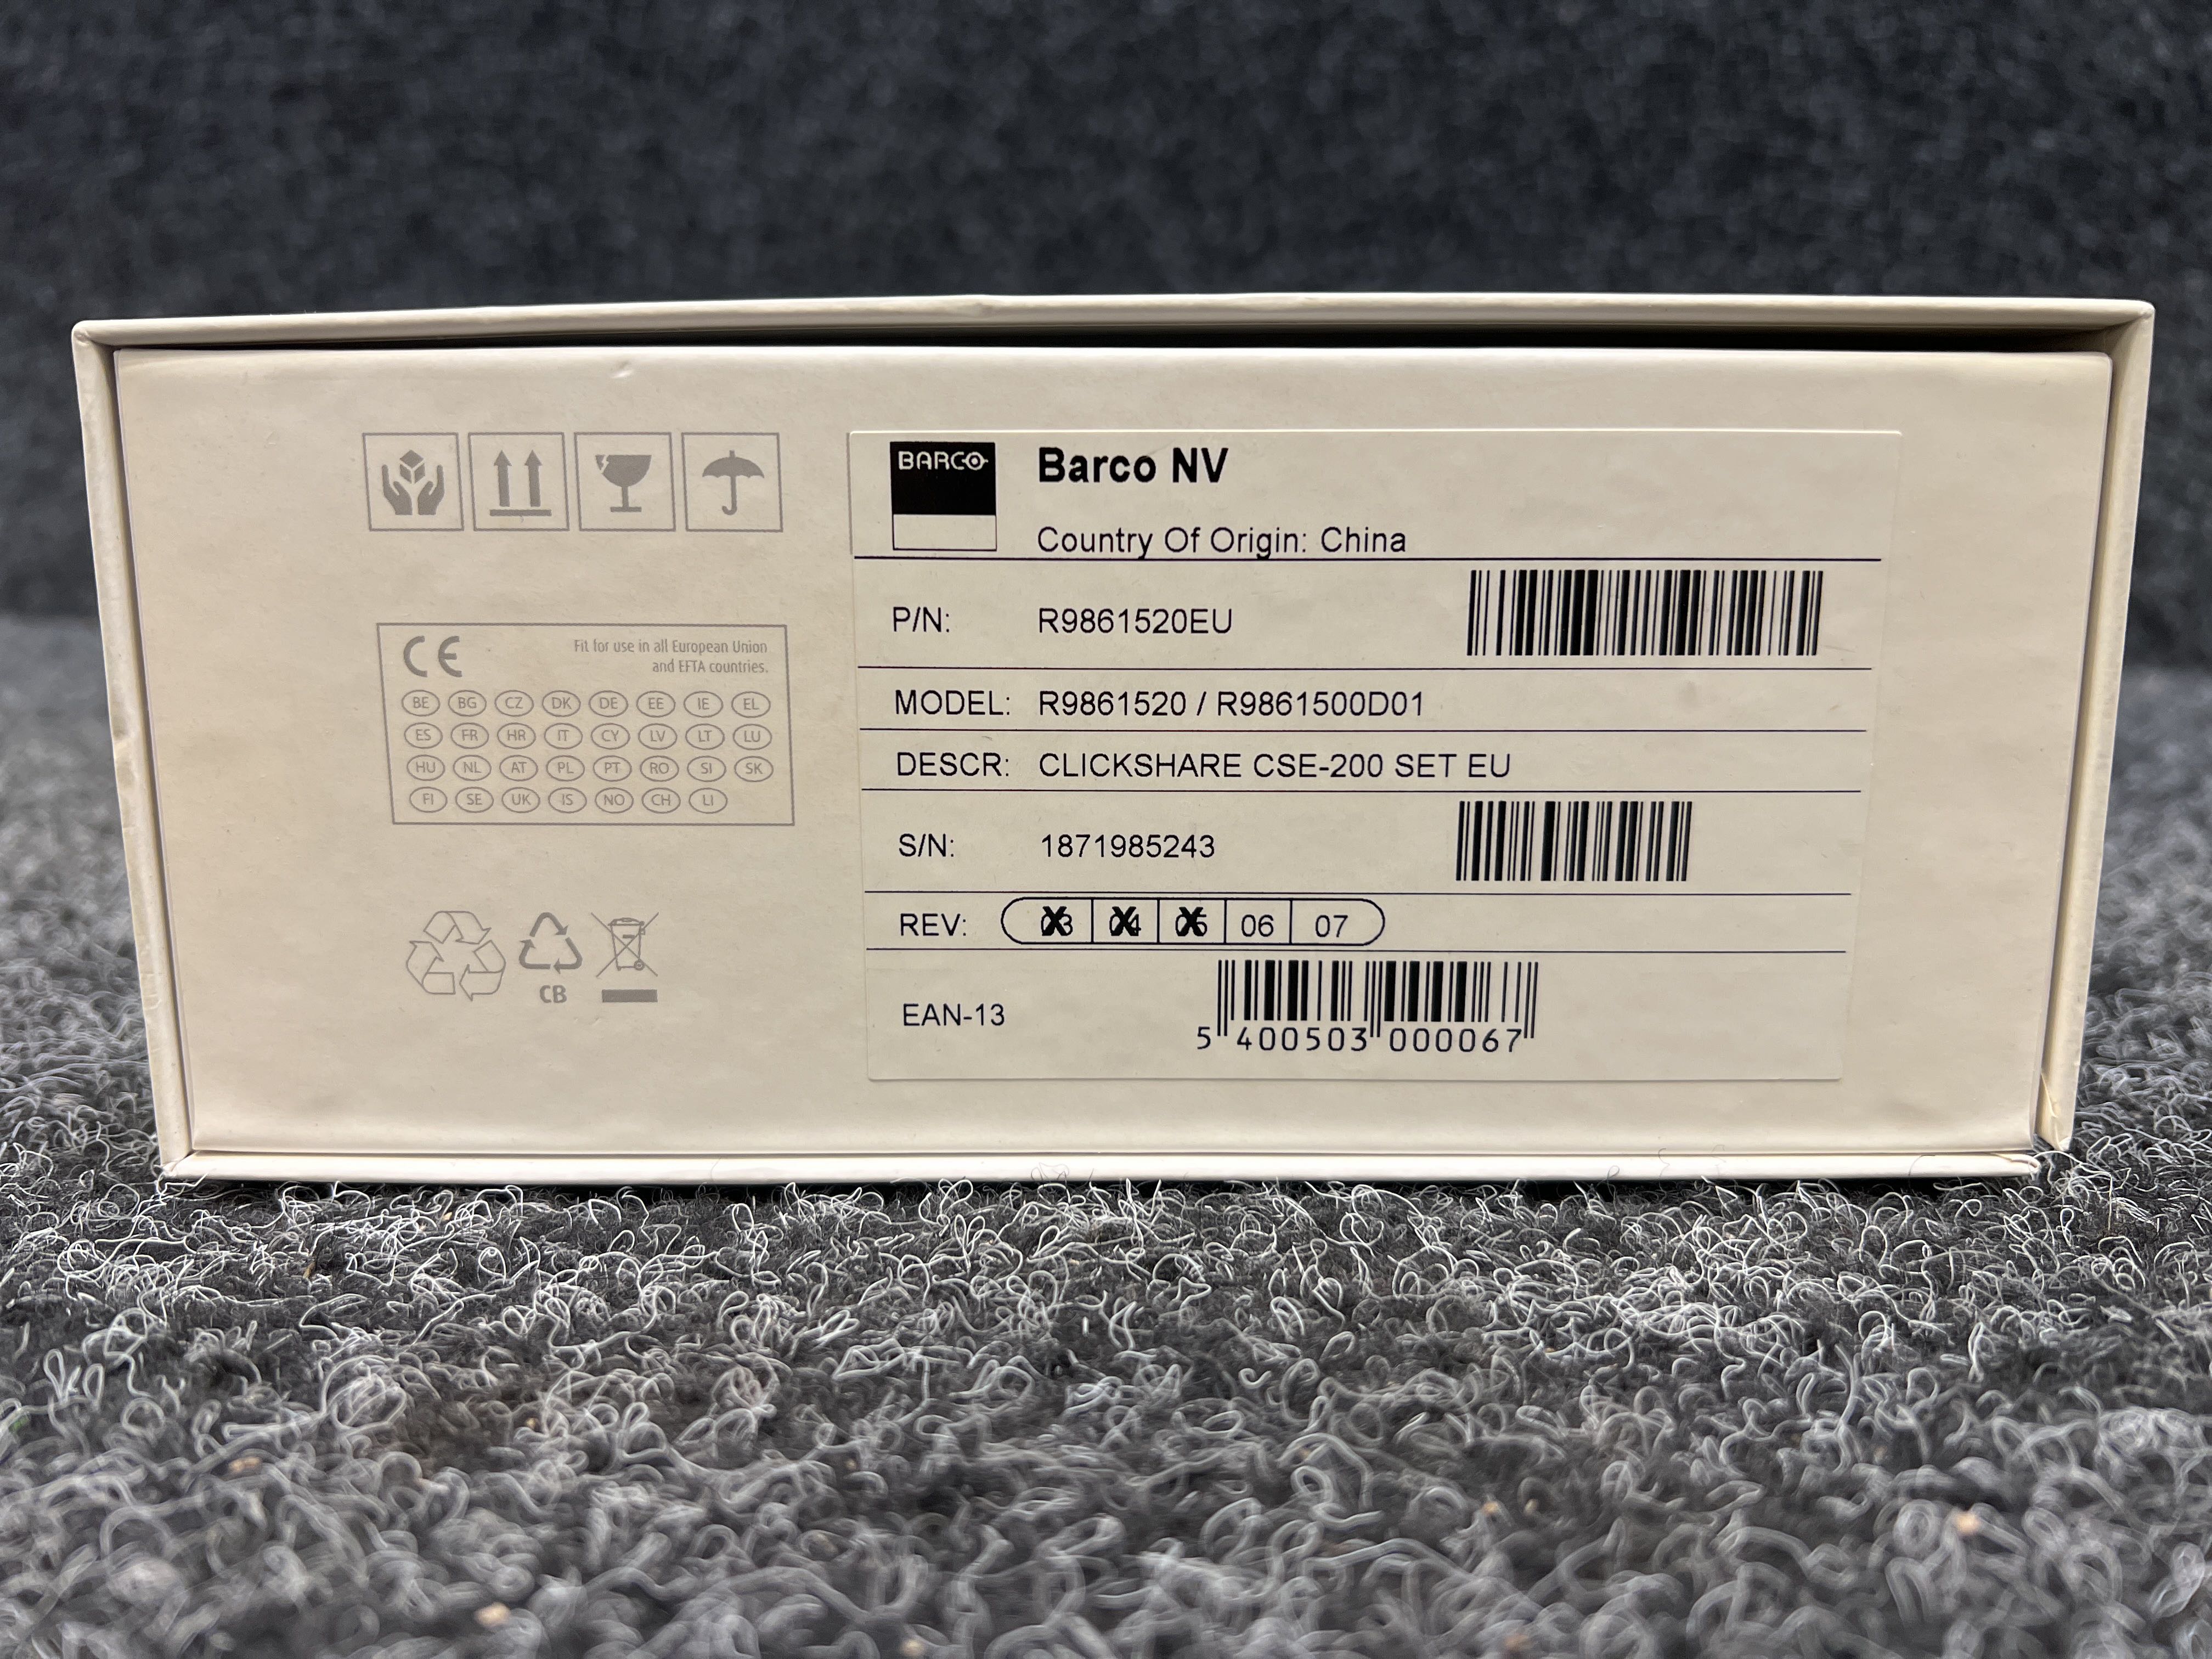 BARCO
Barco NV
Country Of Origin: China
P/N: R9861520EU
MODEL: R9861520 / R9861500D01
DESCR: CLICKSHARE CSE-200 SET EU
S/N: 1871985243
REV: 03 04 05 06 07
EAN-13
5 400503 000067
CE
Fit for use in all European Union
and EFTA countries.
BE BG CZ DK DE EE IE EL
ES FR HR IT CY LV LT LU
HU NL AT PL PT RO SI SK
FI SE UK IS NO CH LI
CB